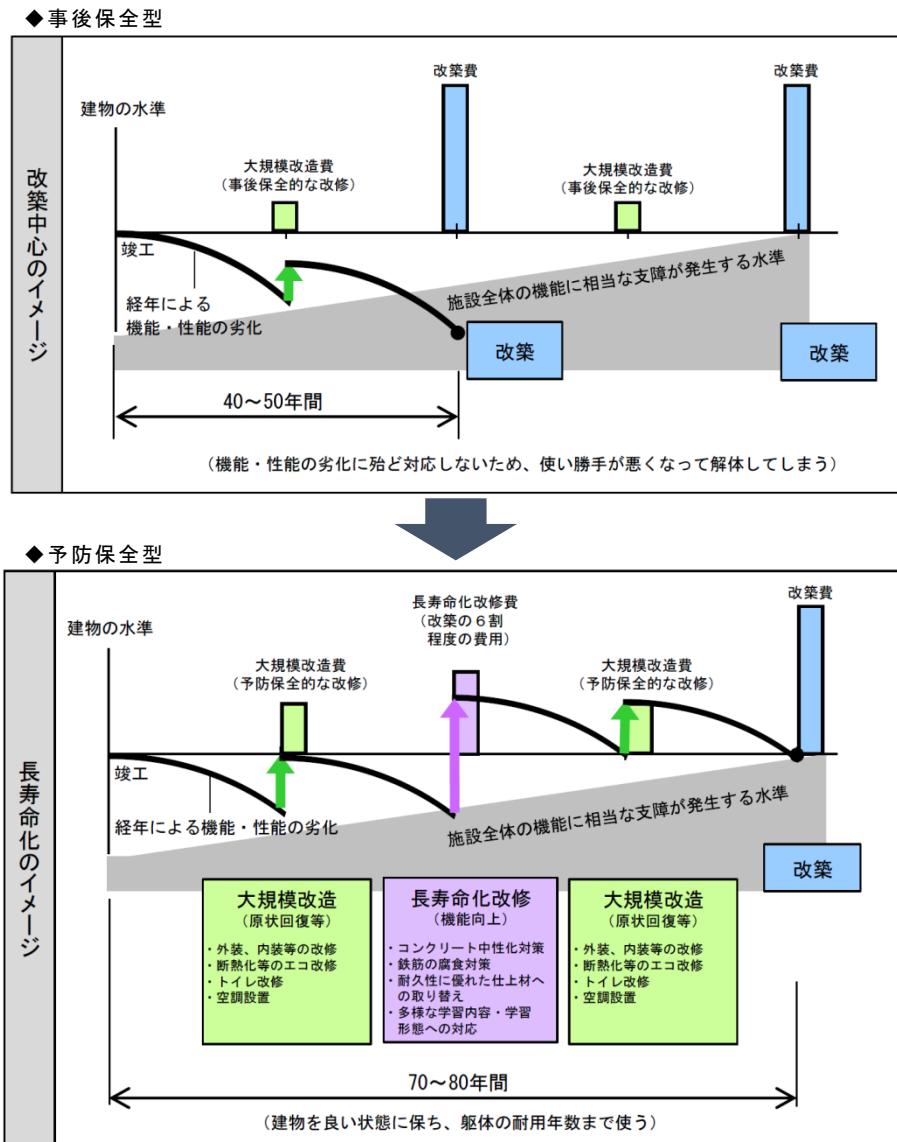 ◆事後保全型
改築中心のイメージ
改築費
改築費
建物の水準
大規模改造費
（事後保全的な改修）
大規模改造費
（事後保全的な改修）
竣工
経年による
機能・性能の劣化
施設全体の機能に相当な支障が発生する水準
改築
改築
40～50年間
（機能・性能の劣化に殆ど対応しないため、使い勝手が悪くなって解体してしまう）
◆予防保全型
長寿命化のイメージ
改築費
長寿命化改修費
（改築の６割
程度の費用）
建物の水準
大規模改造費
（予防保全的な改修）
大規模改造費
（予防保全的な改修）
竣工
経年による機能・性能の劣化
施設全体の機能に相当な支障が発生する水準
改築
大規模改造
（原状回復等）
・外装、内装等の改修
・断熱化等のエコ改修
・トイレ改修
・空調設置
長寿命化改修
（機能向上）
・コンクリート中性化対策
・鉄筋の腐食対策
・耐久性に優れた仕上材へ
の取り替え
・多様な学習内容・学習
形態への対応
大規模改造
（原状回復等）
・外装、内装等の改修
・断熱化等のエコ改修
・トイレ改修
・空調設置
70～80年間
（建物を良い状態に保ち、躯体の耐用年数まで使う）